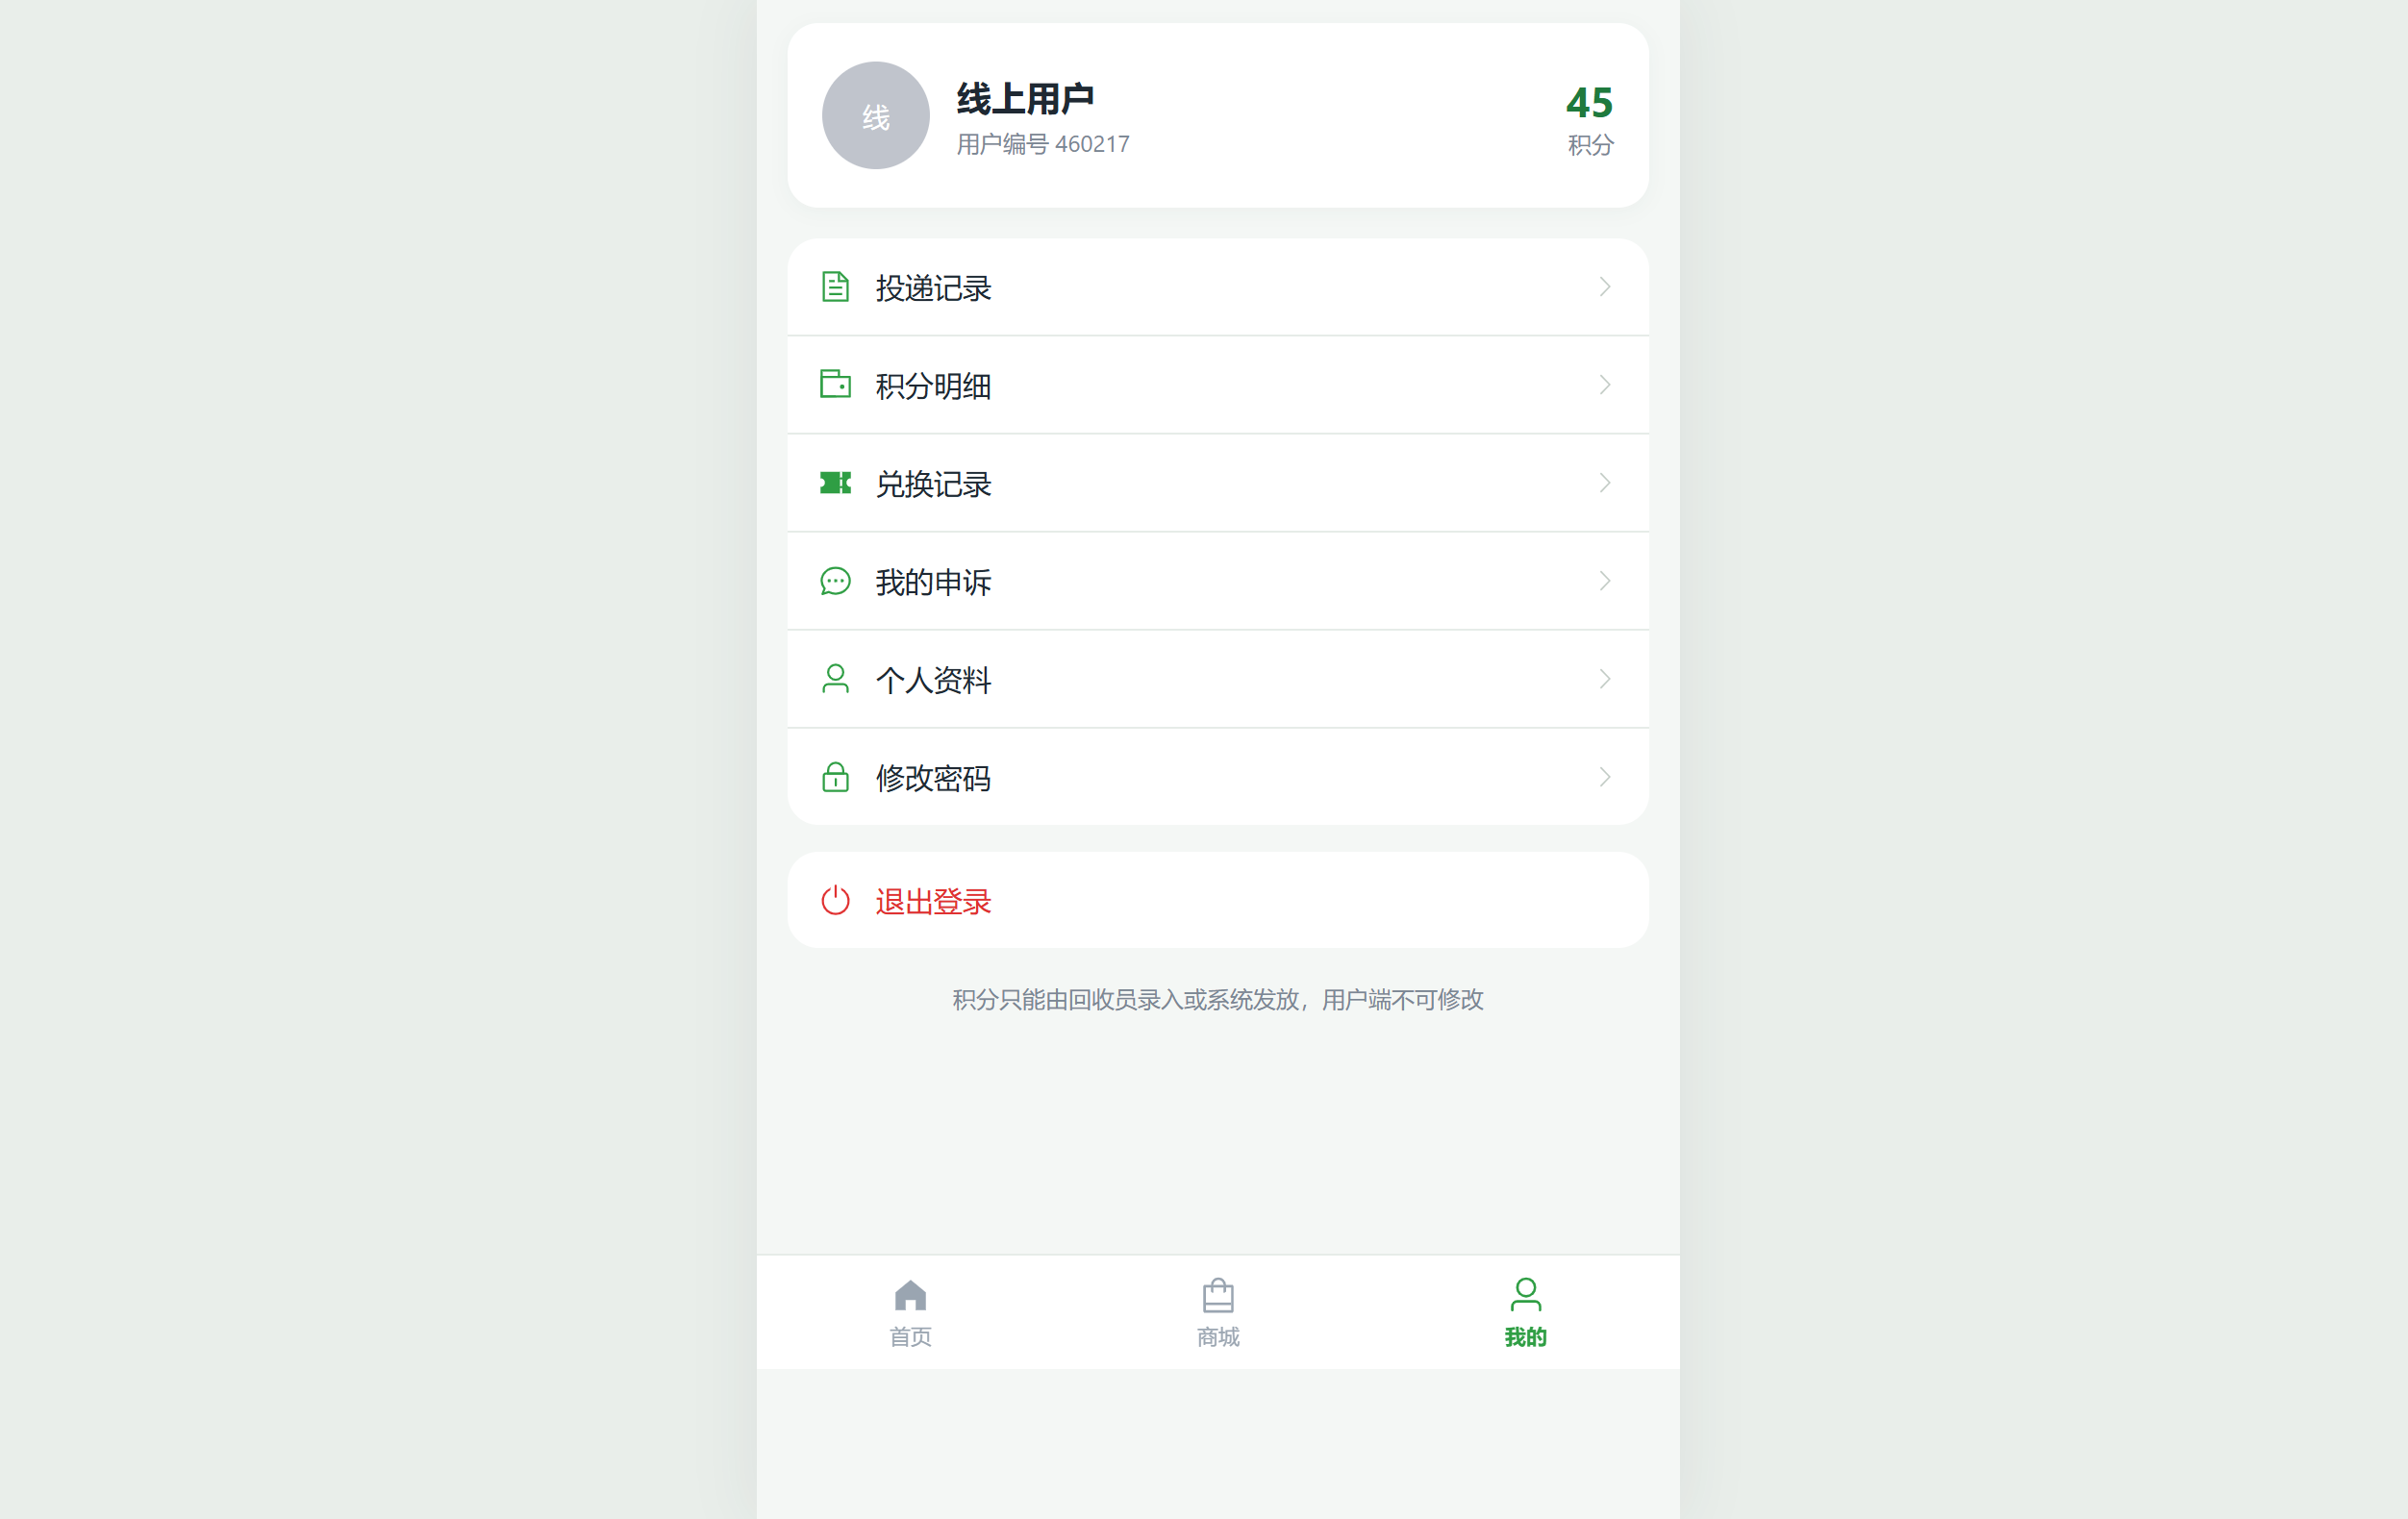 线
线上用户
用户编号 460217
45
积分
投递记录
积分明细
兑换记录
我的申诉
个人资料
修改密码
退出登录
积分只能由回收员录入或系统发放，用户端不可修改
首页
商城
我的